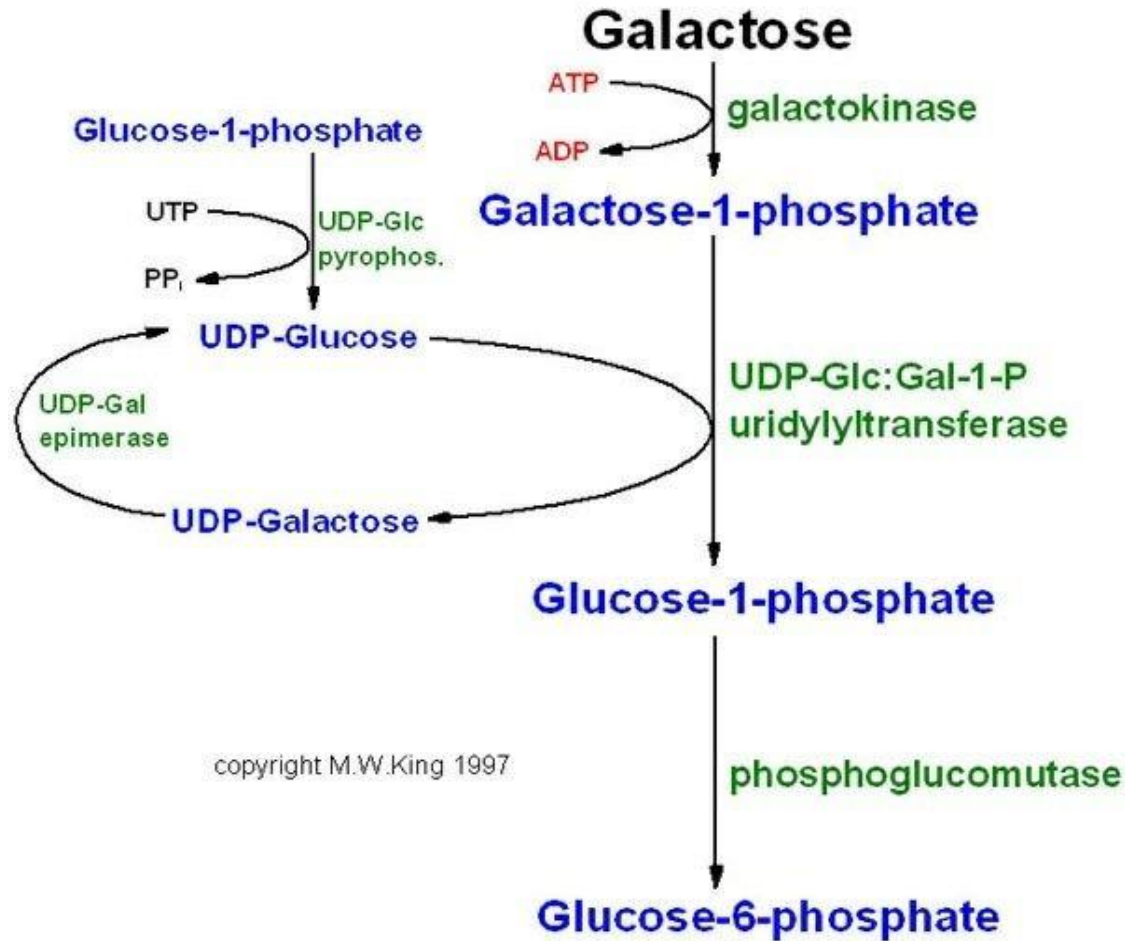 Galactose
ATP
galactokinase
ADP
Glucose-1-phosphate
Galactose-1-phosphate
UTP
UDP-Glc
pyrophos.
PPi
UDP-Glucose
UDP-Glc:Gal-1-P
uridylyltransferase
UDP-Gal
epimerase
UDP-Galactose
Glucose-1-phosphate
copyright M.W.King 1997
phosphoglucomutase
Glucose-6-phosphate